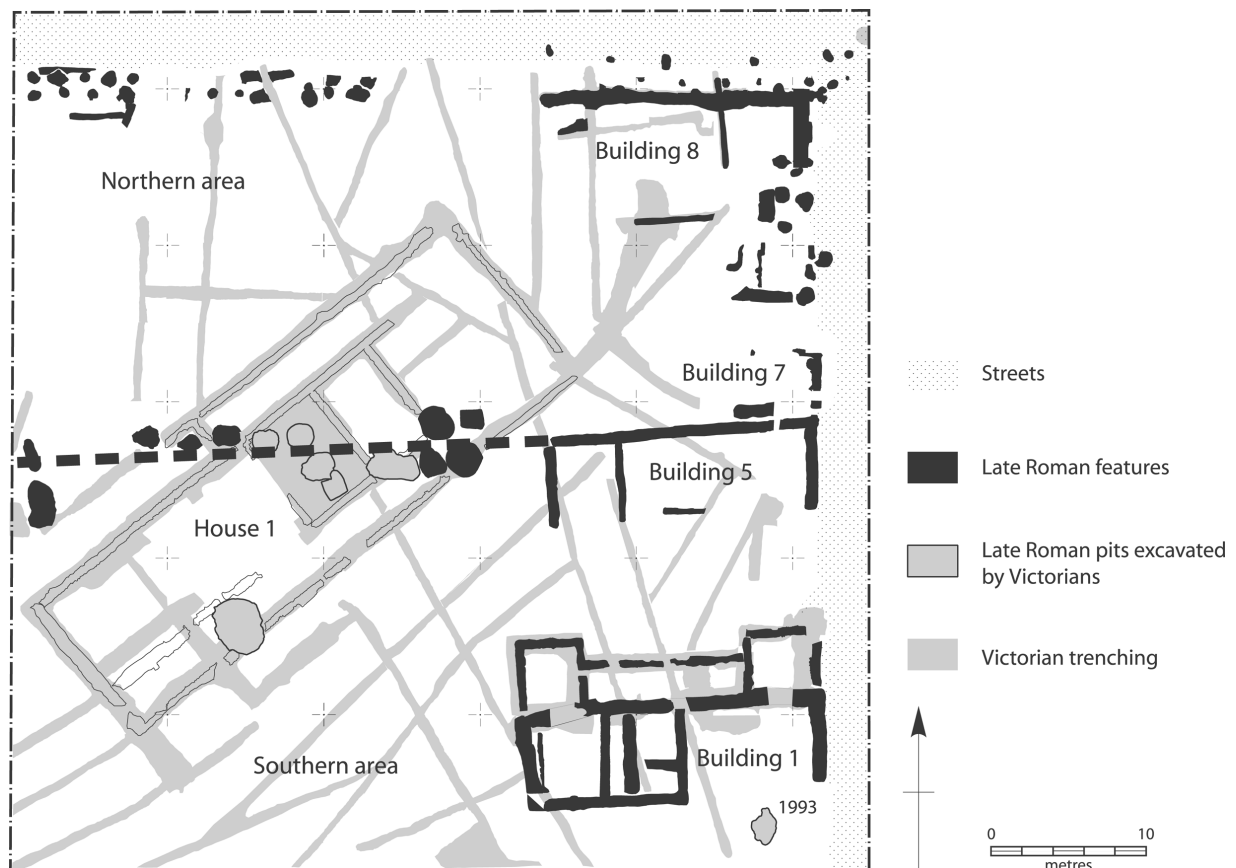 Northern area
Building 8
Building 7
Building 5
House 1
Southern area
Building 1
1993
Streets
Late Roman features
Late Roman pits excavated
by Victorians
Victorian trenching
0 10
metres